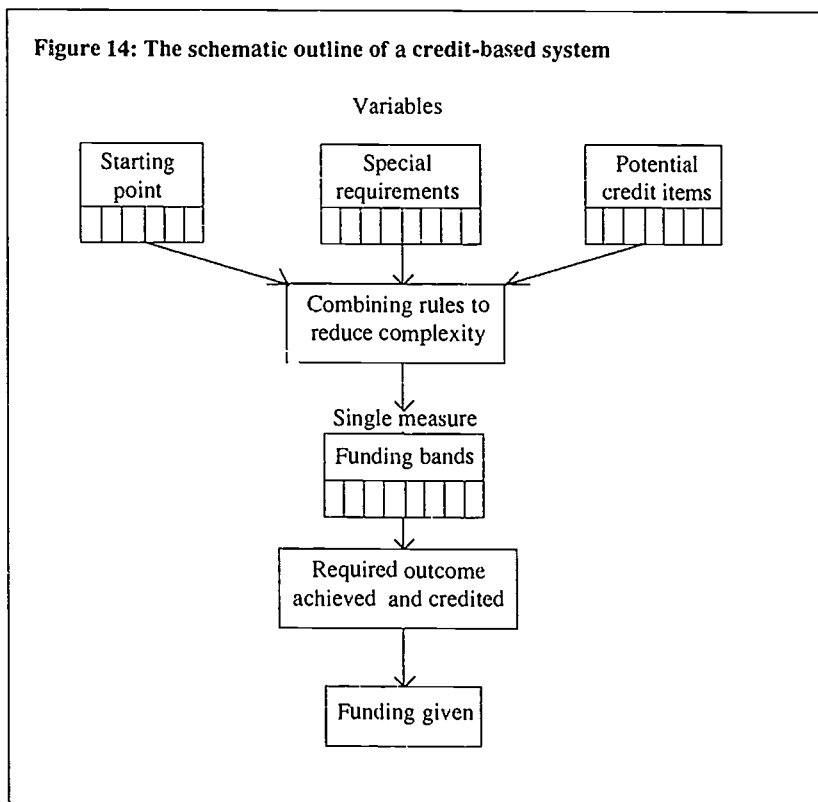 Figure 14: The schematic outline of a credit-based system
Variables
Starting
point
Special
requirements
Potential
credit items
Combining rules to
reduce complexity
Single measure
Funding bands
Required outcome
achieved and credited
Funding given